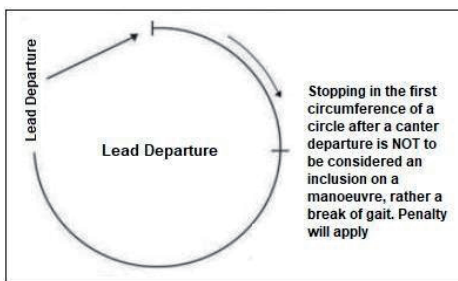 Lead Departure
Lead Departure
Stopping in the first
circumference of a
circle after a canter
departure is NOT to
be considered an
inclusion on a
manoeuvre, rather a
break of gait. Penalty
will apply